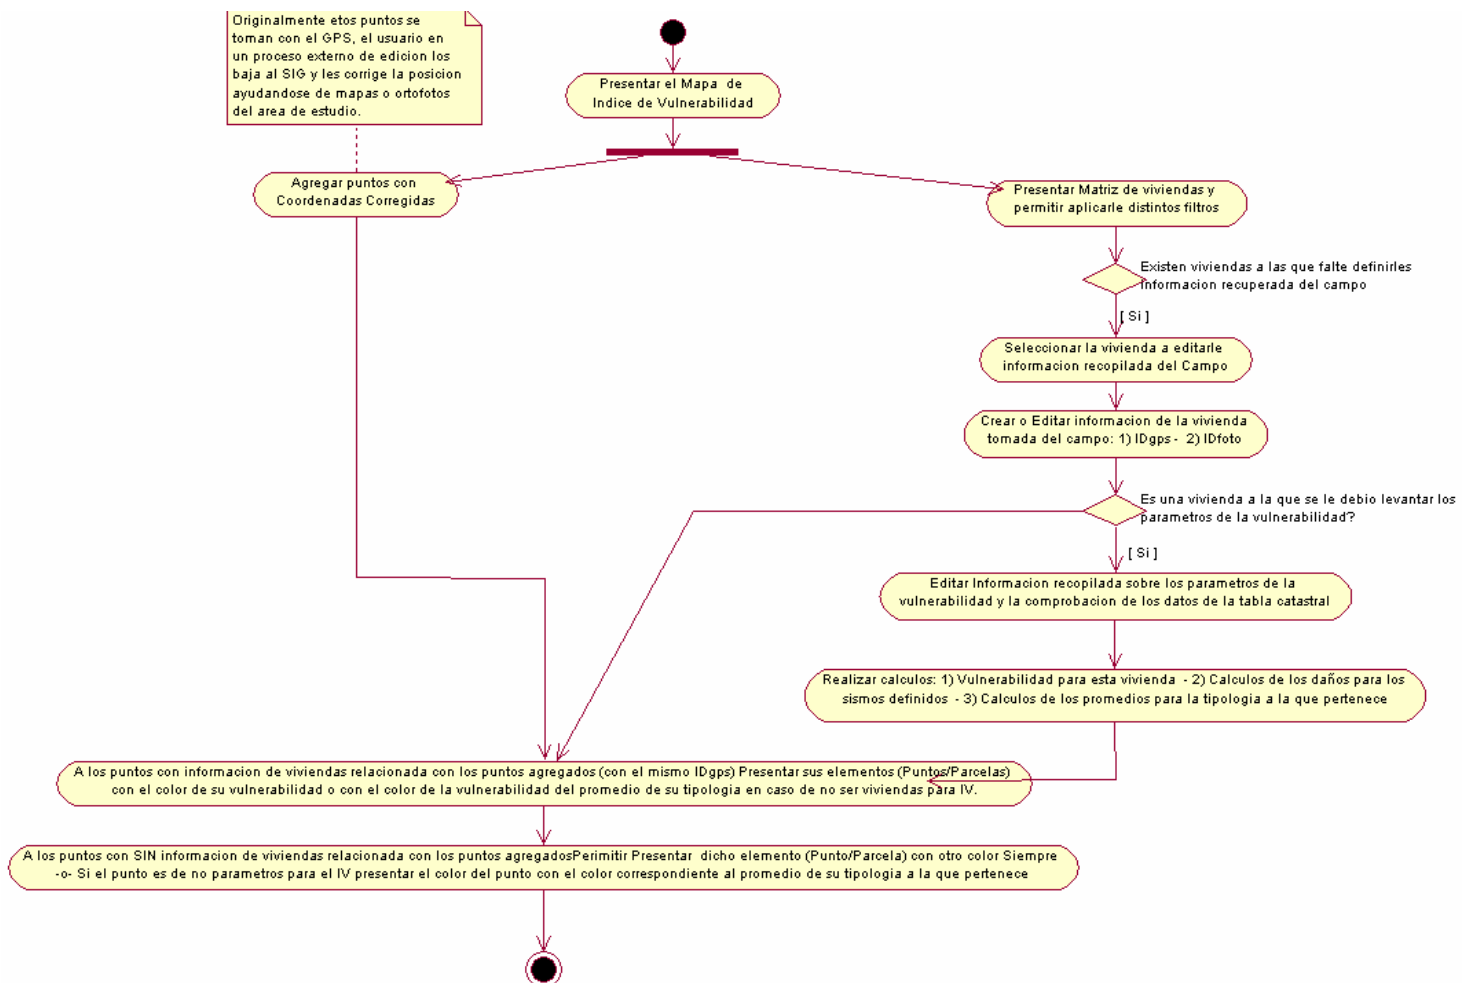 Originalmente etos puntos se
toman con el GPS, el usuario en
un proceso externo de edicion los
baja al SIG y les corrige la posicion
ayudandose de mapas o ortofotos
del area de estudio.
Presentar el Mapa de
Indice de Vulnerabilidad
Agregar puntos con
Coordenadas Corregidas
Presentar Matriz de viviendas y
permitir aplicarle distintos filtros
Existen viviendas a las que falte definirles
informacion recuperada del campo
[ Si ]
Seleccionar la vivienda a editarle
informacion recopilada del Campo
Crear o Editar informacion de la vivienda
tomada del campo: 1) IDgps - 2) IDfoto
Es una vivienda a la que se le debio levantar los
parametros de la vulnerabilidad?
[ Si ]
Editar Informacion recopilada sobre los parametros de la
vulnerabilidad y la comprobacion de los datos de la tabla catastral
Realizar calculos: 1) Vulnerabilidad para esta vivienda - 2) Calculos de los daños para los
sismos definidos - 3) Calculos de los promedios para la tipologia a la que pertenece
A los puntos con informacion de viviendas relacionada con los puntos agregados (con el mismo IDgps) Presentar sus elementos (Puntos/Parcelas)
con el color de su vulnerabilidad o con el color de la vulnerabilidad del promedio de su tipologia en caso de no ser viviendas para IV.
A los puntos con SIN informacion de viviendas relacionada con los puntos agregadosPerimitir Presentar dicho elemento (Punto/Parcela) con otro color Siempre
-o- Si el punto es de no parametros para el IV presentar el color del punto con el color correspondiente al promedio de su tipologia a la que pertenece